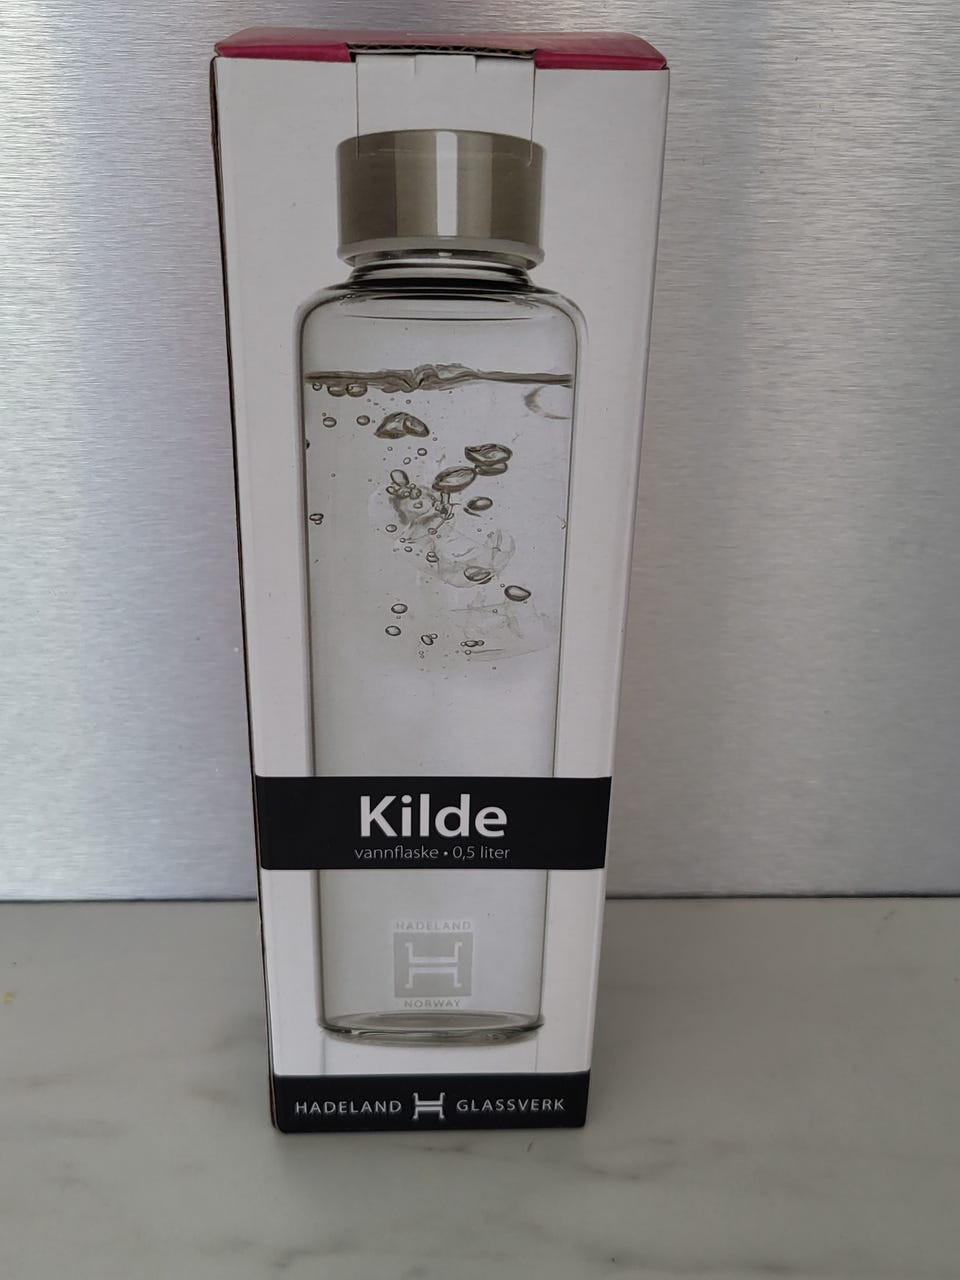 Kilde
vannflaske • 0,5 liter
HADELAND
NORWAY
HADELAND GLASSVERK